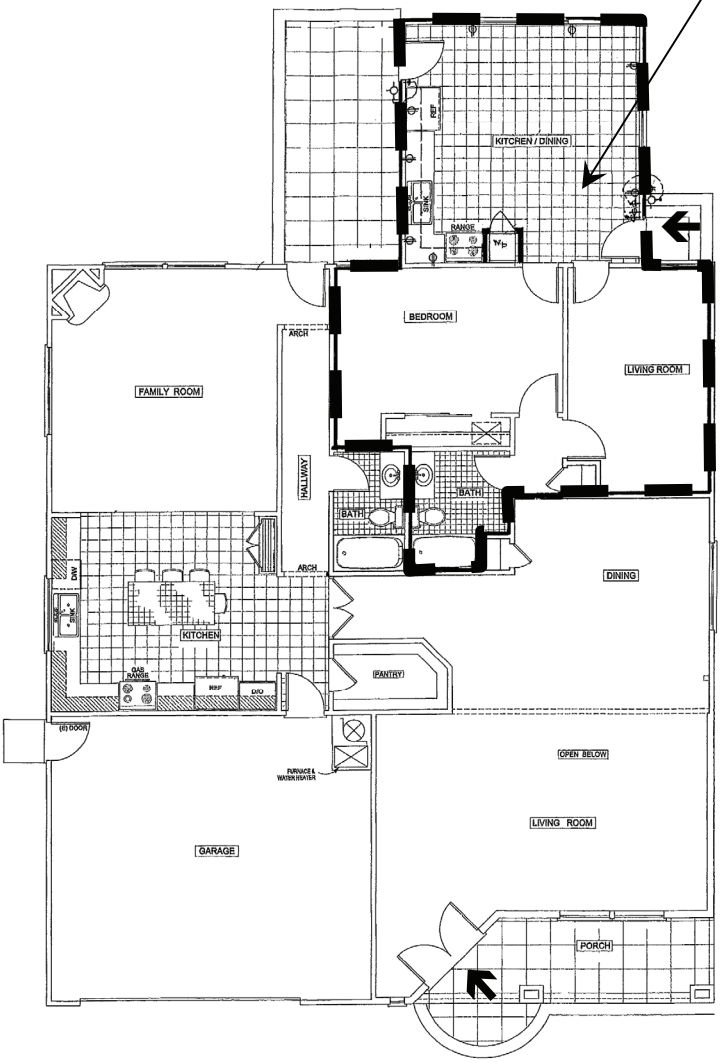 REF
KITCHEN / DINING
SINK
RANGE
BEDROOM
ARCH
LIVING ROOM
FAMILY ROOM
HALLWAY
BATH
BATH
ARCH
DINING
D/W
SINK
KITCHEN
GAS
RANGE
REF
PANTRY
(E) DOOR
OPEN BELOW
FURNACE &
WATER HEATER
LIVING ROOM
GARAGE
PORCH